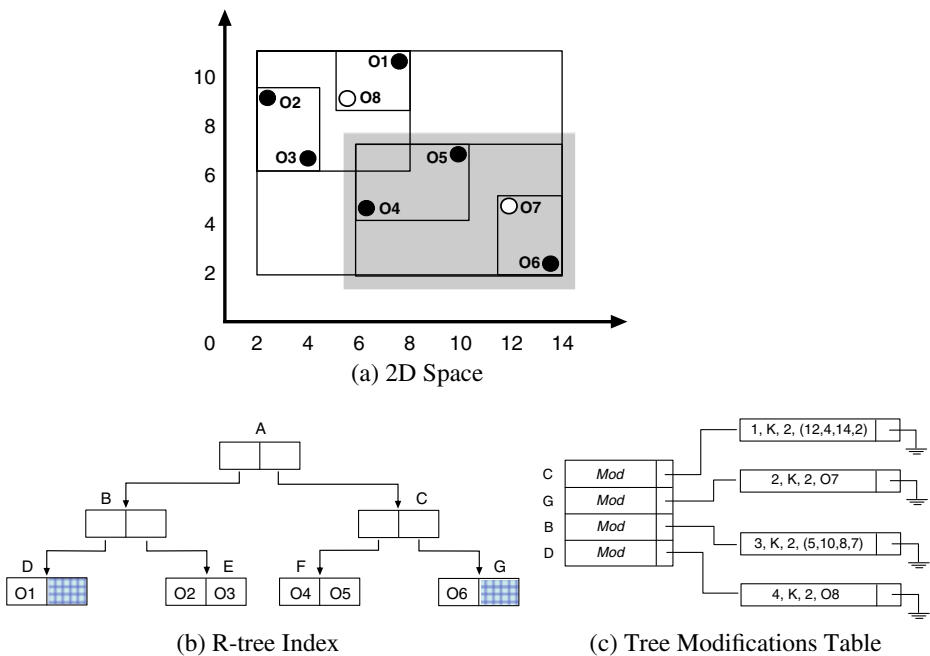 10
8
6
4
2
0 2 4 6 8 10 12 14
O1
O8
O2
O3
O5
O4
O7
O6
(a) 2D Space
A
B C
D E F G
O1 O2 O3 O4 O5 O6
(b) R-tree Index
C Mod
G Mod
B Mod
D Mod
1, K, 2, (12,4,14,2)
2, K, 2, O7
3, K, 2, (5,10,8,7)
4, K, 2, O8
(c) Tree Modifications Table